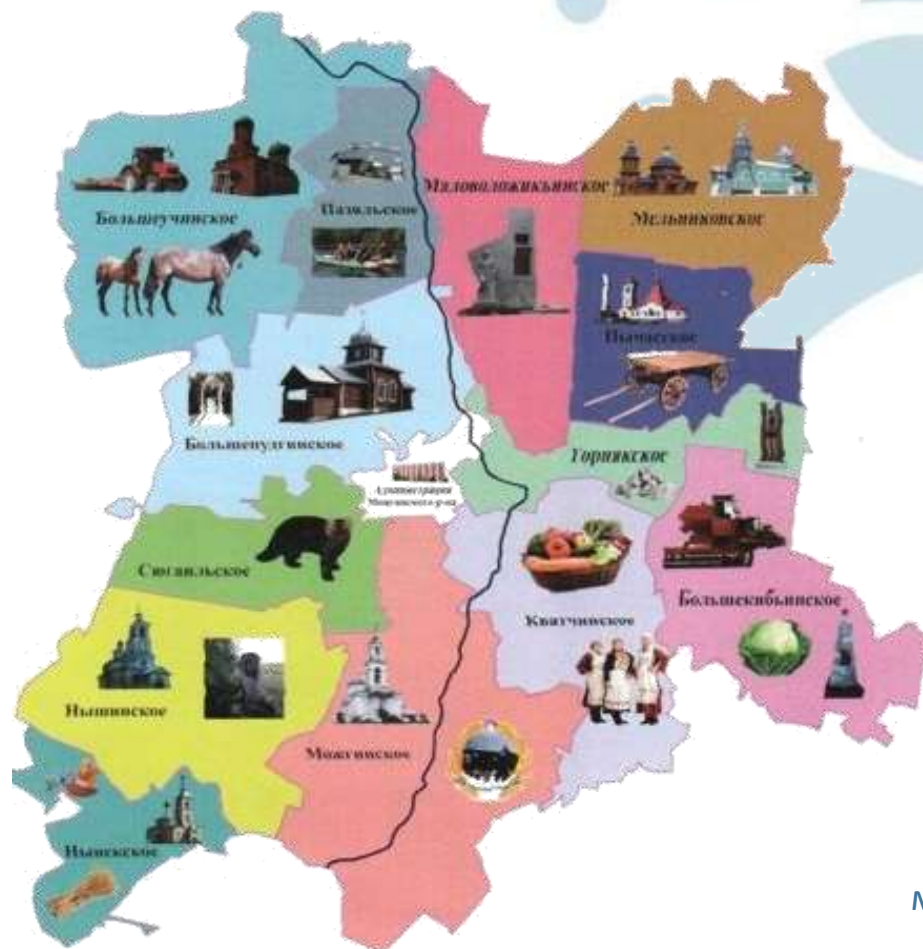 Маловоложикьинское
Большеучинское
Пазяльское
Мельниковское
Пычасское
Большепудгинское
Горнякское
Администрация
Можгинского р-на
Сюгаильское
Большекибьинское
Кватчинское
Нышинское
Можгинское
Нынекское